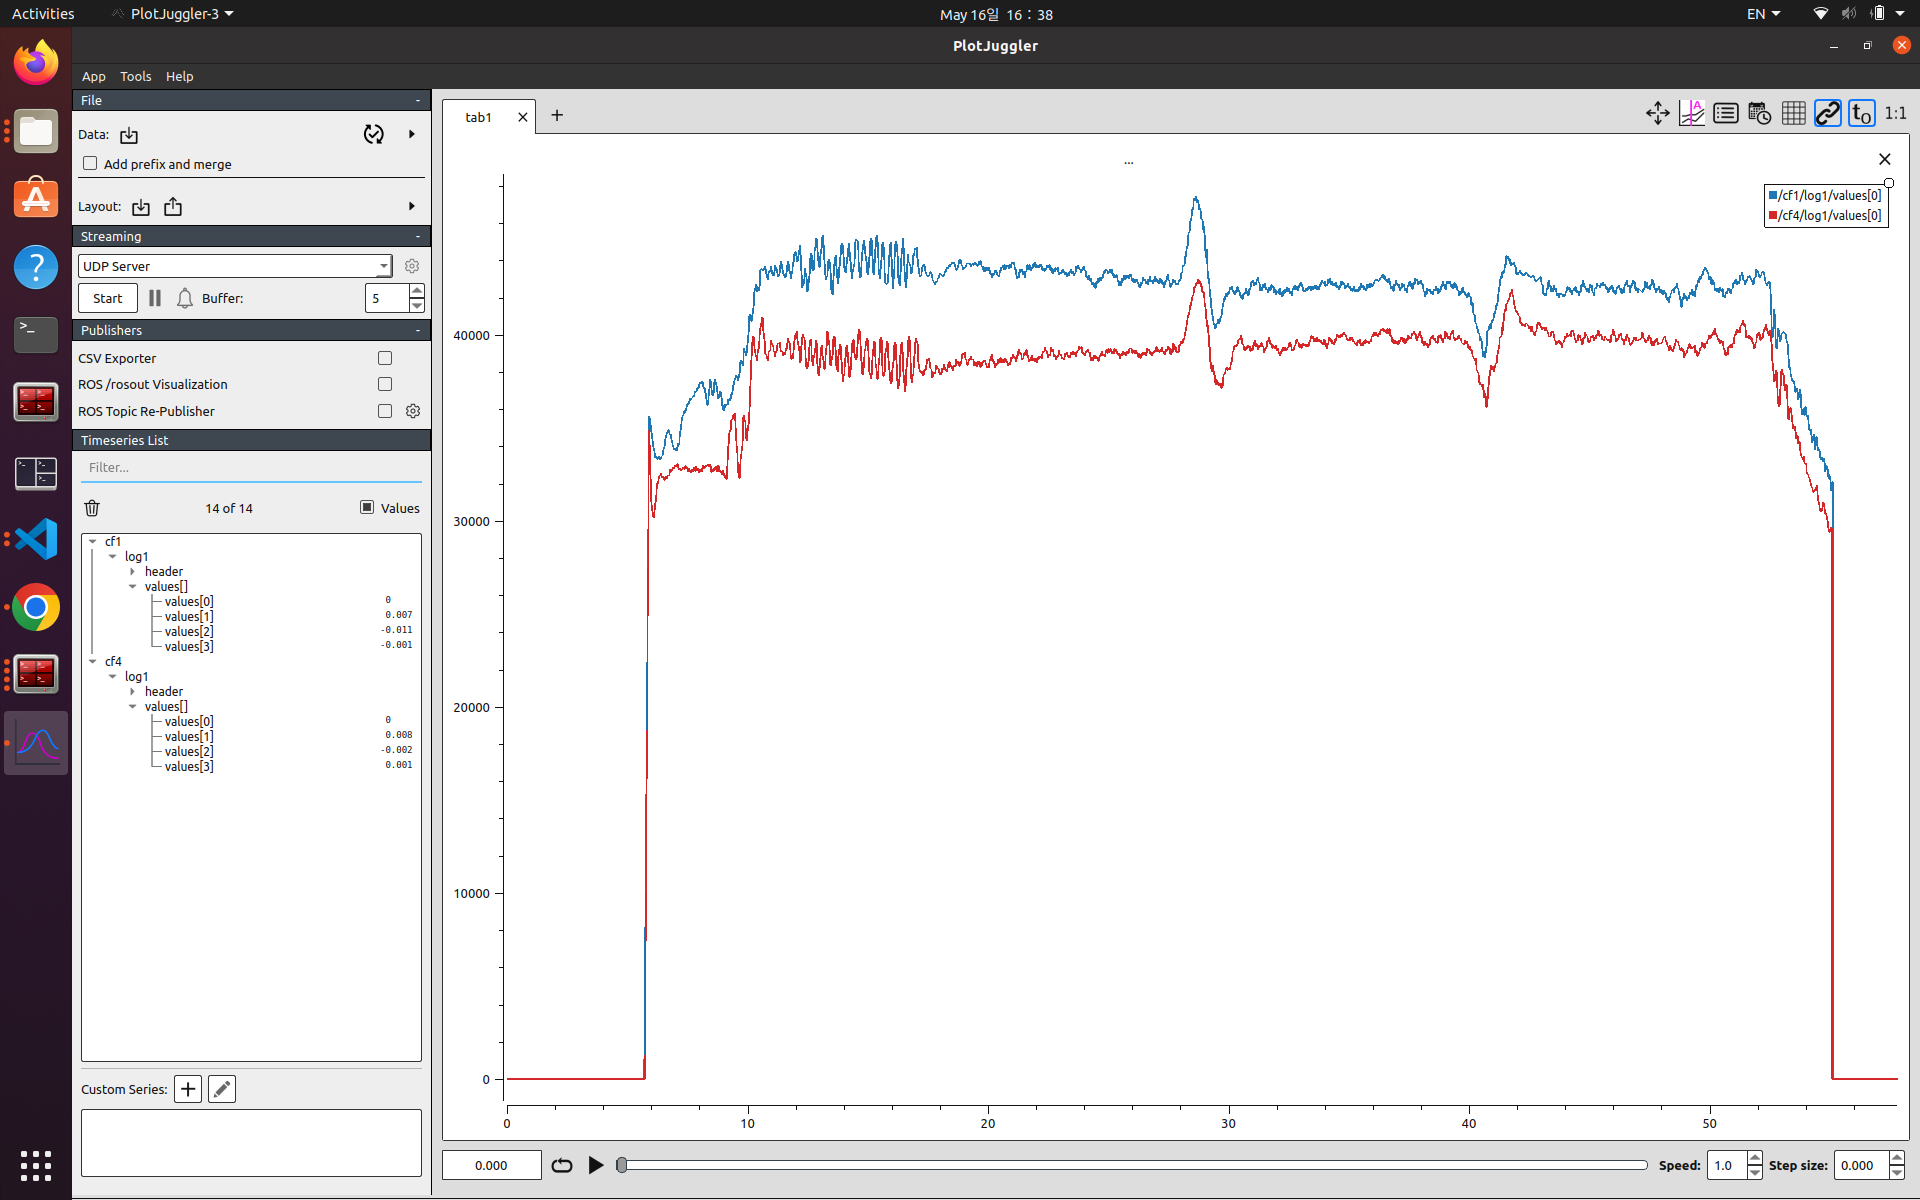 Activities
PlotJuggler-3
May 16일 16 : 38
EN
PlotJuggler
App Tools Help
File -
Data:
Add prefix and merge
Layout:
Streaming -
UDP Server
Start Buffer: 5
Publishers -
CSV Exporter
ROS /rosout Visualization
ROS Topic Re-Publisher
Timeseries List
Filter...
14 of 14 Values
cf1
log1
header
values[]
values[0] 0
values[1] 0.007
values[2] -0.011
values[3] -0.001
cf4
log1
header
values[]
values[0] 0
values[1] 0.008
values[2] -0.002
values[3] 0.001
Custom Series:
tab1
A
t0
1:1
...
/cf1/log1/values[0]
/cf4/log1/values[0]
40000
30000
20000
10000
0
0 10 20 30 40 50
0.000 Speed: 1.0 Step size: 0.000